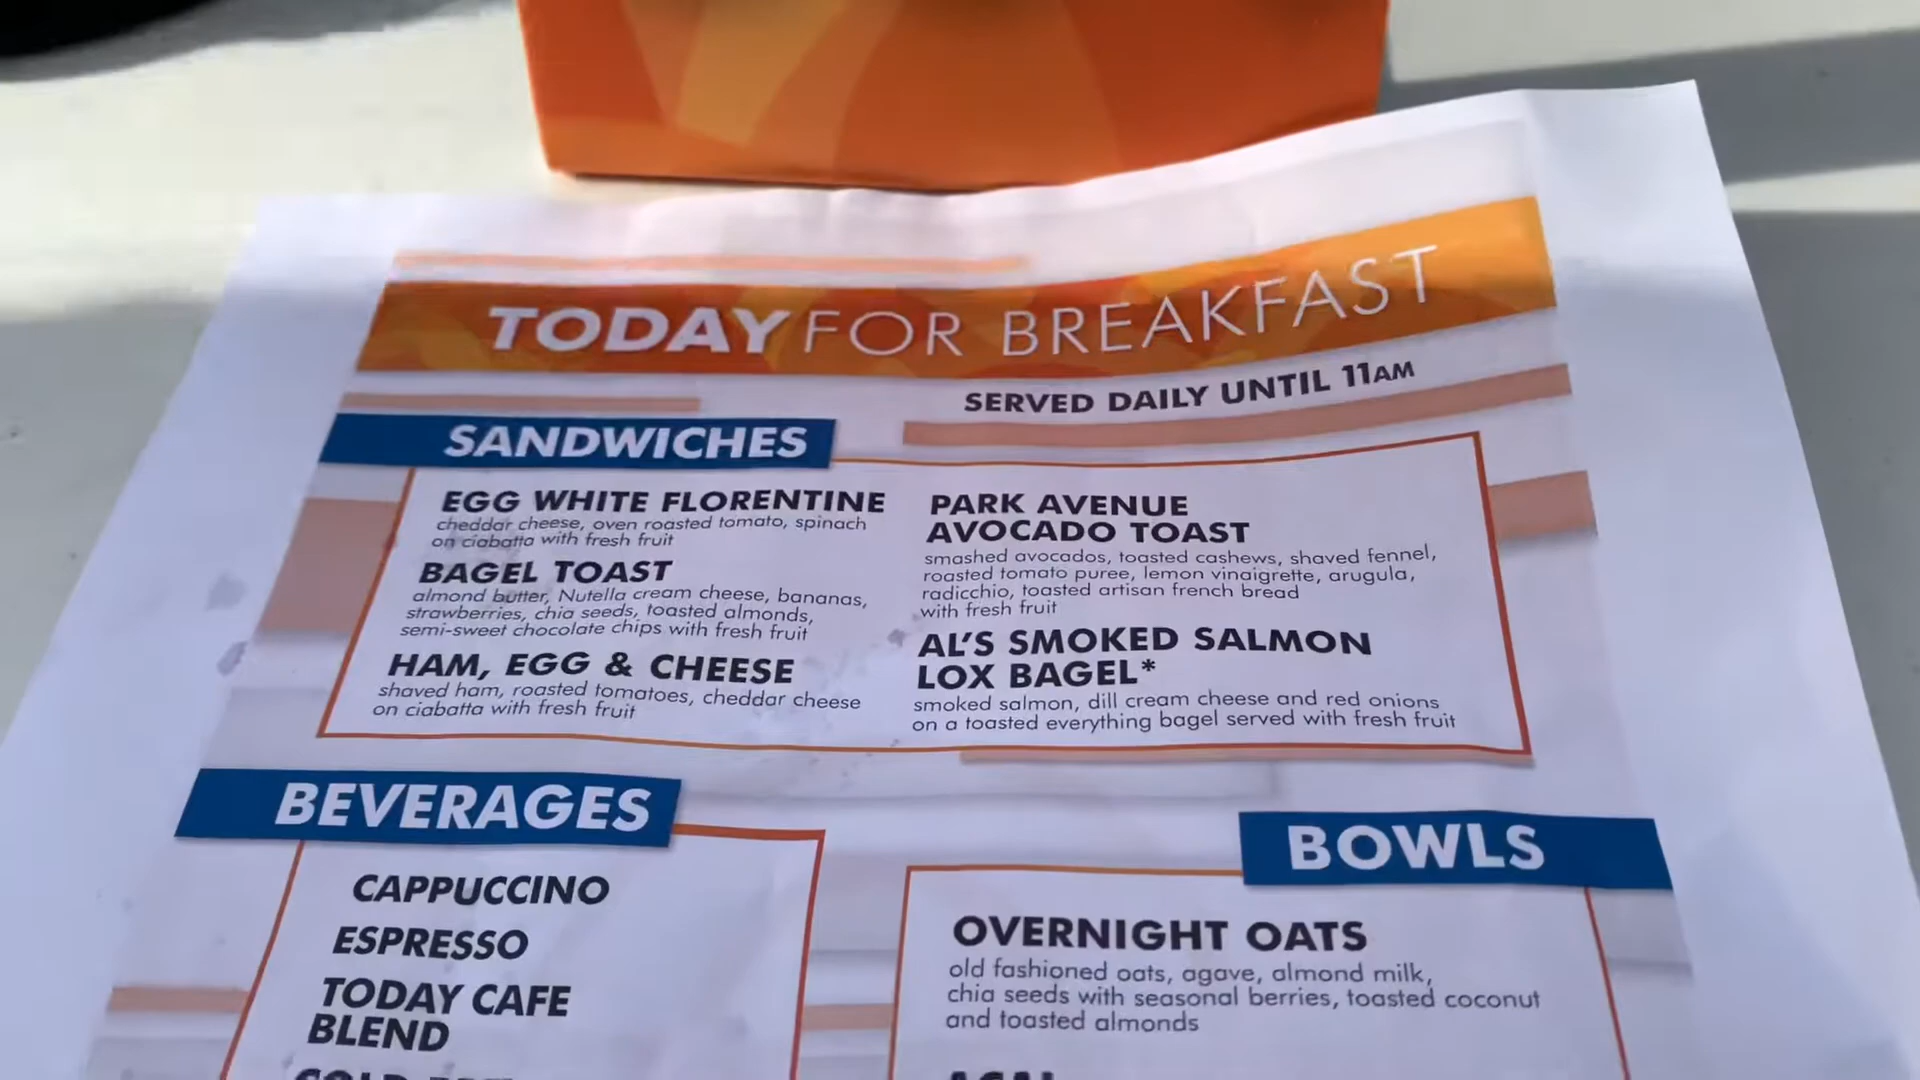 TODAY FOR BREAKFAST
SERVED DAILY UNTIL 11AM
SANDWICHES
EGG WHITE FLORENTINE
cheddar cheese, oven roasted tomato, spinach
on ciabatta with fresh fruit
BAGEL TOAST
almond butter, Nutella cream cheese, bananas,
strawberries, chia seeds, toasted almonds,
semi-sweet chocolate chips with fresh fruit
HAM, EGG & CHEESE
shaved ham, roasted tomatoes, cheddar cheese
on ciabatta with fresh fruit
PARK AVENUE
AVOCADO TOAST
smashed avocados, toasted cashews, shaved fennel,
roasted tomato puree, lemon vinaigrette, arugula,
radicchio, toasted artisan french bread
with fresh fruit
AL'S SMOKED SALMON
LOX BAGEL*
smoked salmon, dill cream cheese and red onions
on a toasted everything bagel served with fresh fruit
BEVERAGES
CAPPUCCINO
ESPRESSO
TODAY CAFE
BLEND
BOWLS
OVERNIGHT OATS
old fashioned oats, agave, almond milk,
chia seeds with seasonal berries, toasted coconut
and toasted almonds